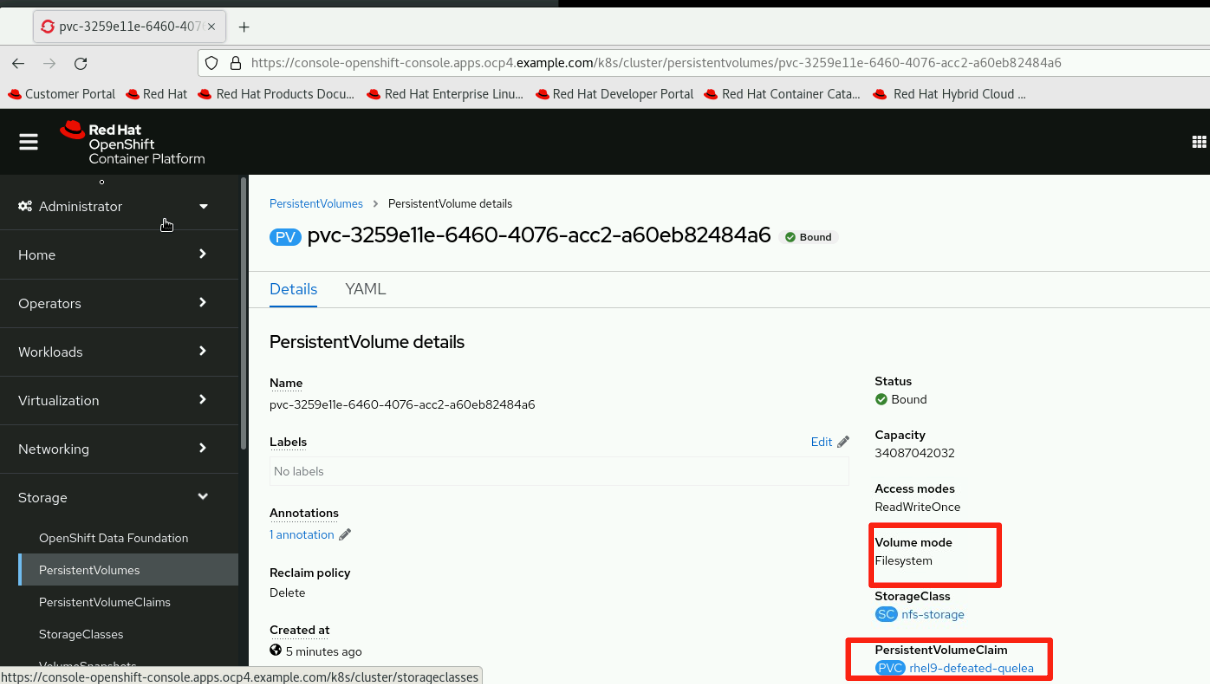 pvc-3259e11e-6460-407
https://console-openshift-console.apps.ocp4.example.com/k8s/cluster/persistentvolumes/pvc-3259e11e-6460-4076-acc2-a60eb82484a6
Customer Portal Red Hat Red Hat Products Docu... Red Hat Enterprise Linu... Red Hat Developer Portal Red Hat Container Cata... Red Hat Hybrid Cloud ...
Red Hat
OpenShift
Container Platform
Administrator
Home
Operators
Workloads
Virtualization
Networking
Storage
OpenShift Data Foundation
PersistentVolumes
PersistentVolumeClaims
StorageClasses
VolumeSnapshots
PersistentVolumes > PersistentVolume details
PV pvc-3259e11e-6460-4076-acc2-a60eb82484a6 Bound
Details YAML
PersistentVolume details
Name
pvc-3259e11e-6460-4076-acc2-a60eb82484a6
Labels Edit
No labels
Annotations
1 annotation
Reclaim policy
Delete
Created at
5 minutes ago
Status
Bound
Capacity
34087042032
Access modes
ReadWriteOnce
Volume mode
Filesystem
StorageClass
SC nfs-storage
PersistentVolumeClaim
PVC rhel9-defeated-quelea
https://console-openshift-console.apps.ocp4.example.com/k8s/cluster/storageclasses